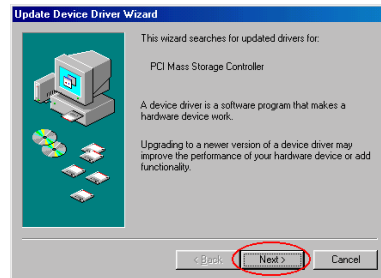 Update Device Driver Wizard
This wizard searches for updated drivers for:
PCI Mass Storage Controller
A device driver is a software program that makes a
hardware device work.
Upgrading to a newer version of a device driver may
improve the performance of your hardware device or add
functionality.
< Back
Next >
Cancel